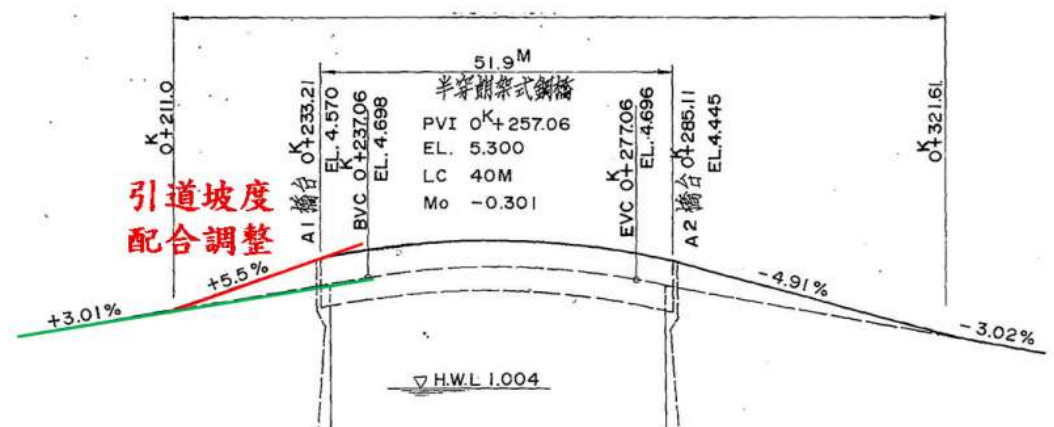 51.9ᴹ
半穿朗架式鋼橋
PVI 0ᴷ+257.06
EL. 5.300
LC 40M
Mo -0.301
0ᴷ+211.0
A1 橋台 0ᴷ+233.21
EL. 4.570
BVC 0ᴷ+237.06
EL. 4.698
EVC 0ᴷ+277.06
EL. 4.696
A2 橋台 0ᴷ+285.11
EL. 4.445
0ᴷ+321.61
引道坡度
配合調整
+5.5%
+3.01%
-4.91%
-3.02%
H.W.L 1.004